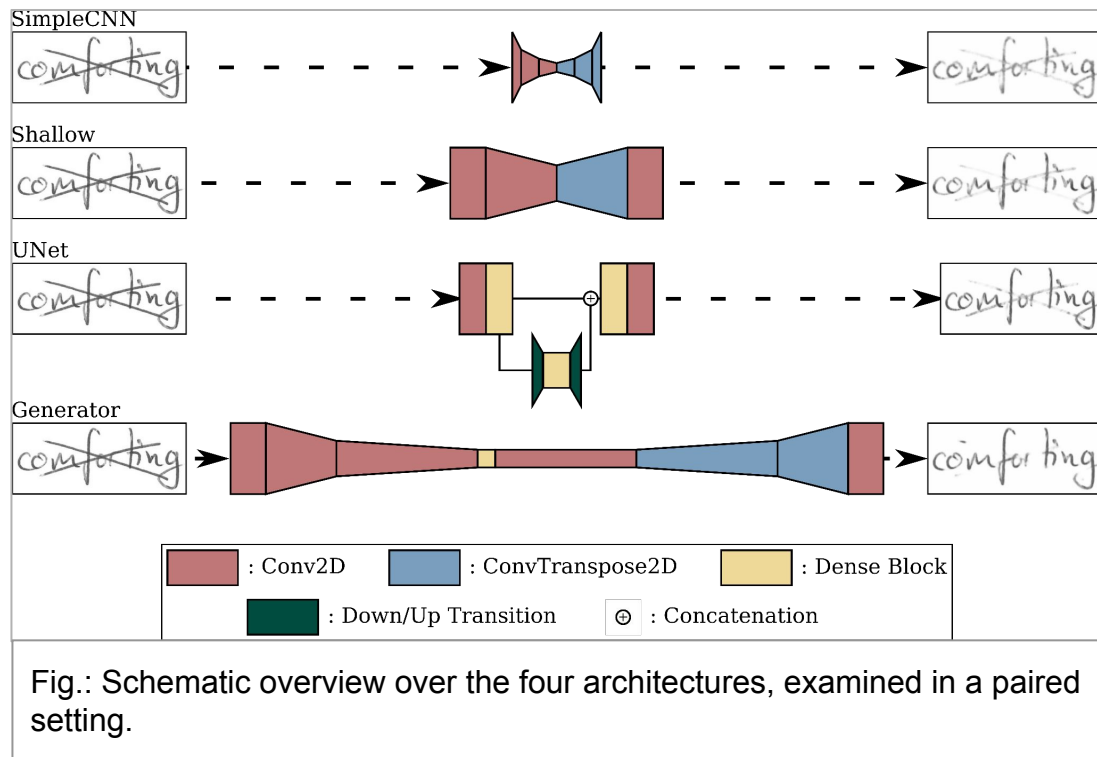 SimpleCNN
comforting
comforting
Shallow
comforting
comforting
UNet
comforting
comforting
Generator
comforting
comforting
: Conv2D : ConvTranspose2D : Dense Block
: Down/Up Transition ⊕ : Concatenation
Fig.: Schematic overview over the four architectures, examined in a paired
setting.